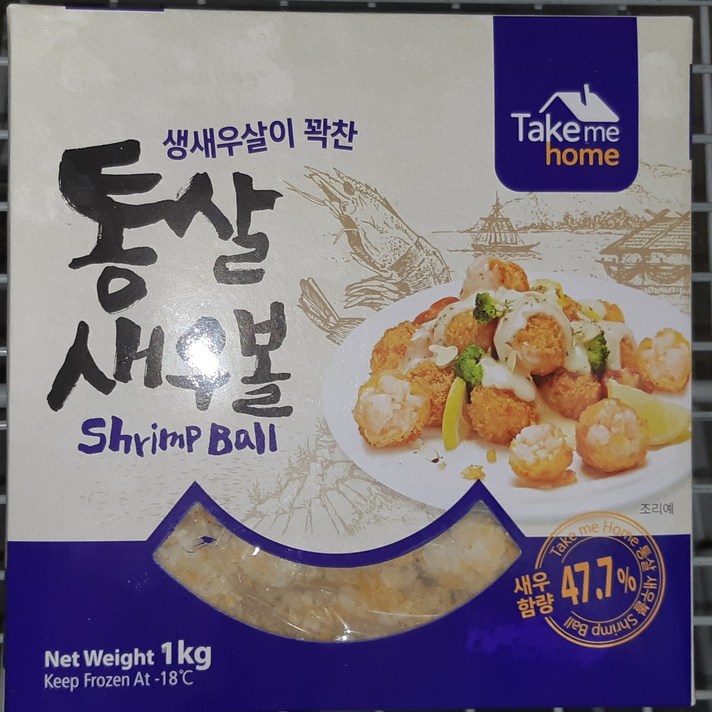 Take me
home
생새우살이 꽉찬
통살
새우볼
Shrimp Ball
조리예
Take me Home 통살 새우볼 Shrimp Ball
새우
함량
47.7%
Net Weight 1kg
Keep Frozen At -18℃